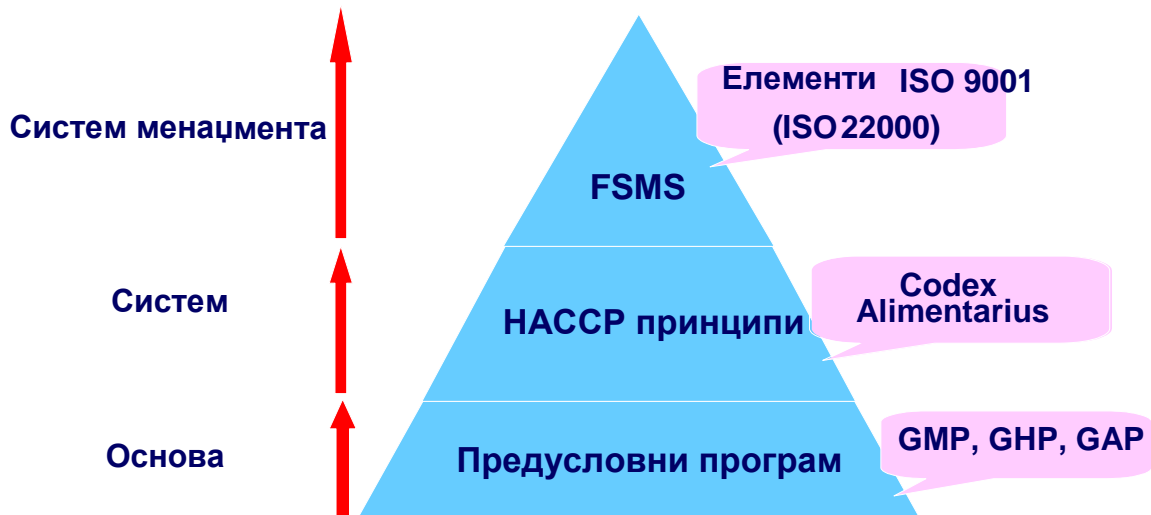 Елементи ISO 9001
(ISO 22000)
Систем менаџмента
FSMS
Codex
Alimentarius
Систем
НАССР принципи
GMP, GHP, GAP
Основа
Предусловни програм